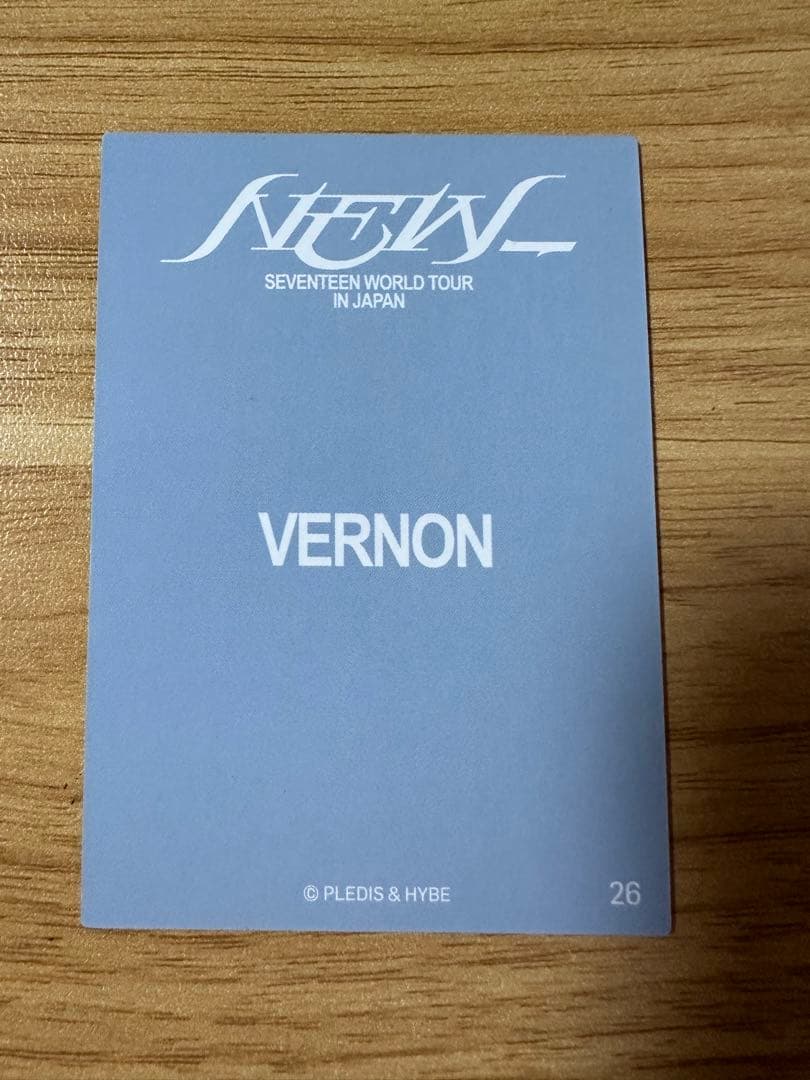 NEW_
SEVENTEEN WORLD TOUR
IN JAPAN
VERNON
© PLEDIS & HYBE
26